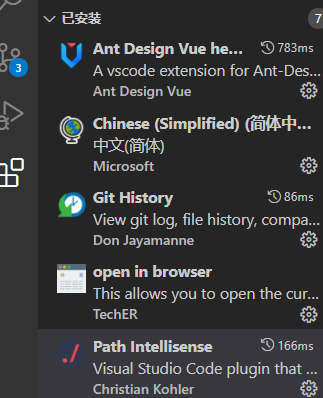 已安装
7
Ant Design Vue he... 783ms
A vscode extension for Ant-Des...
Ant Design Vue
3
Chinese (Simplified) (简体中...
中文(简体)
Microsoft
Git History 86ms
View git log, file history, compa...
Don Jayamanne
open in browser
This allows you to open the cur...
TechER
Path Intellisense 166ms
Visual Studio Code plugin that ...
Christian Kohler